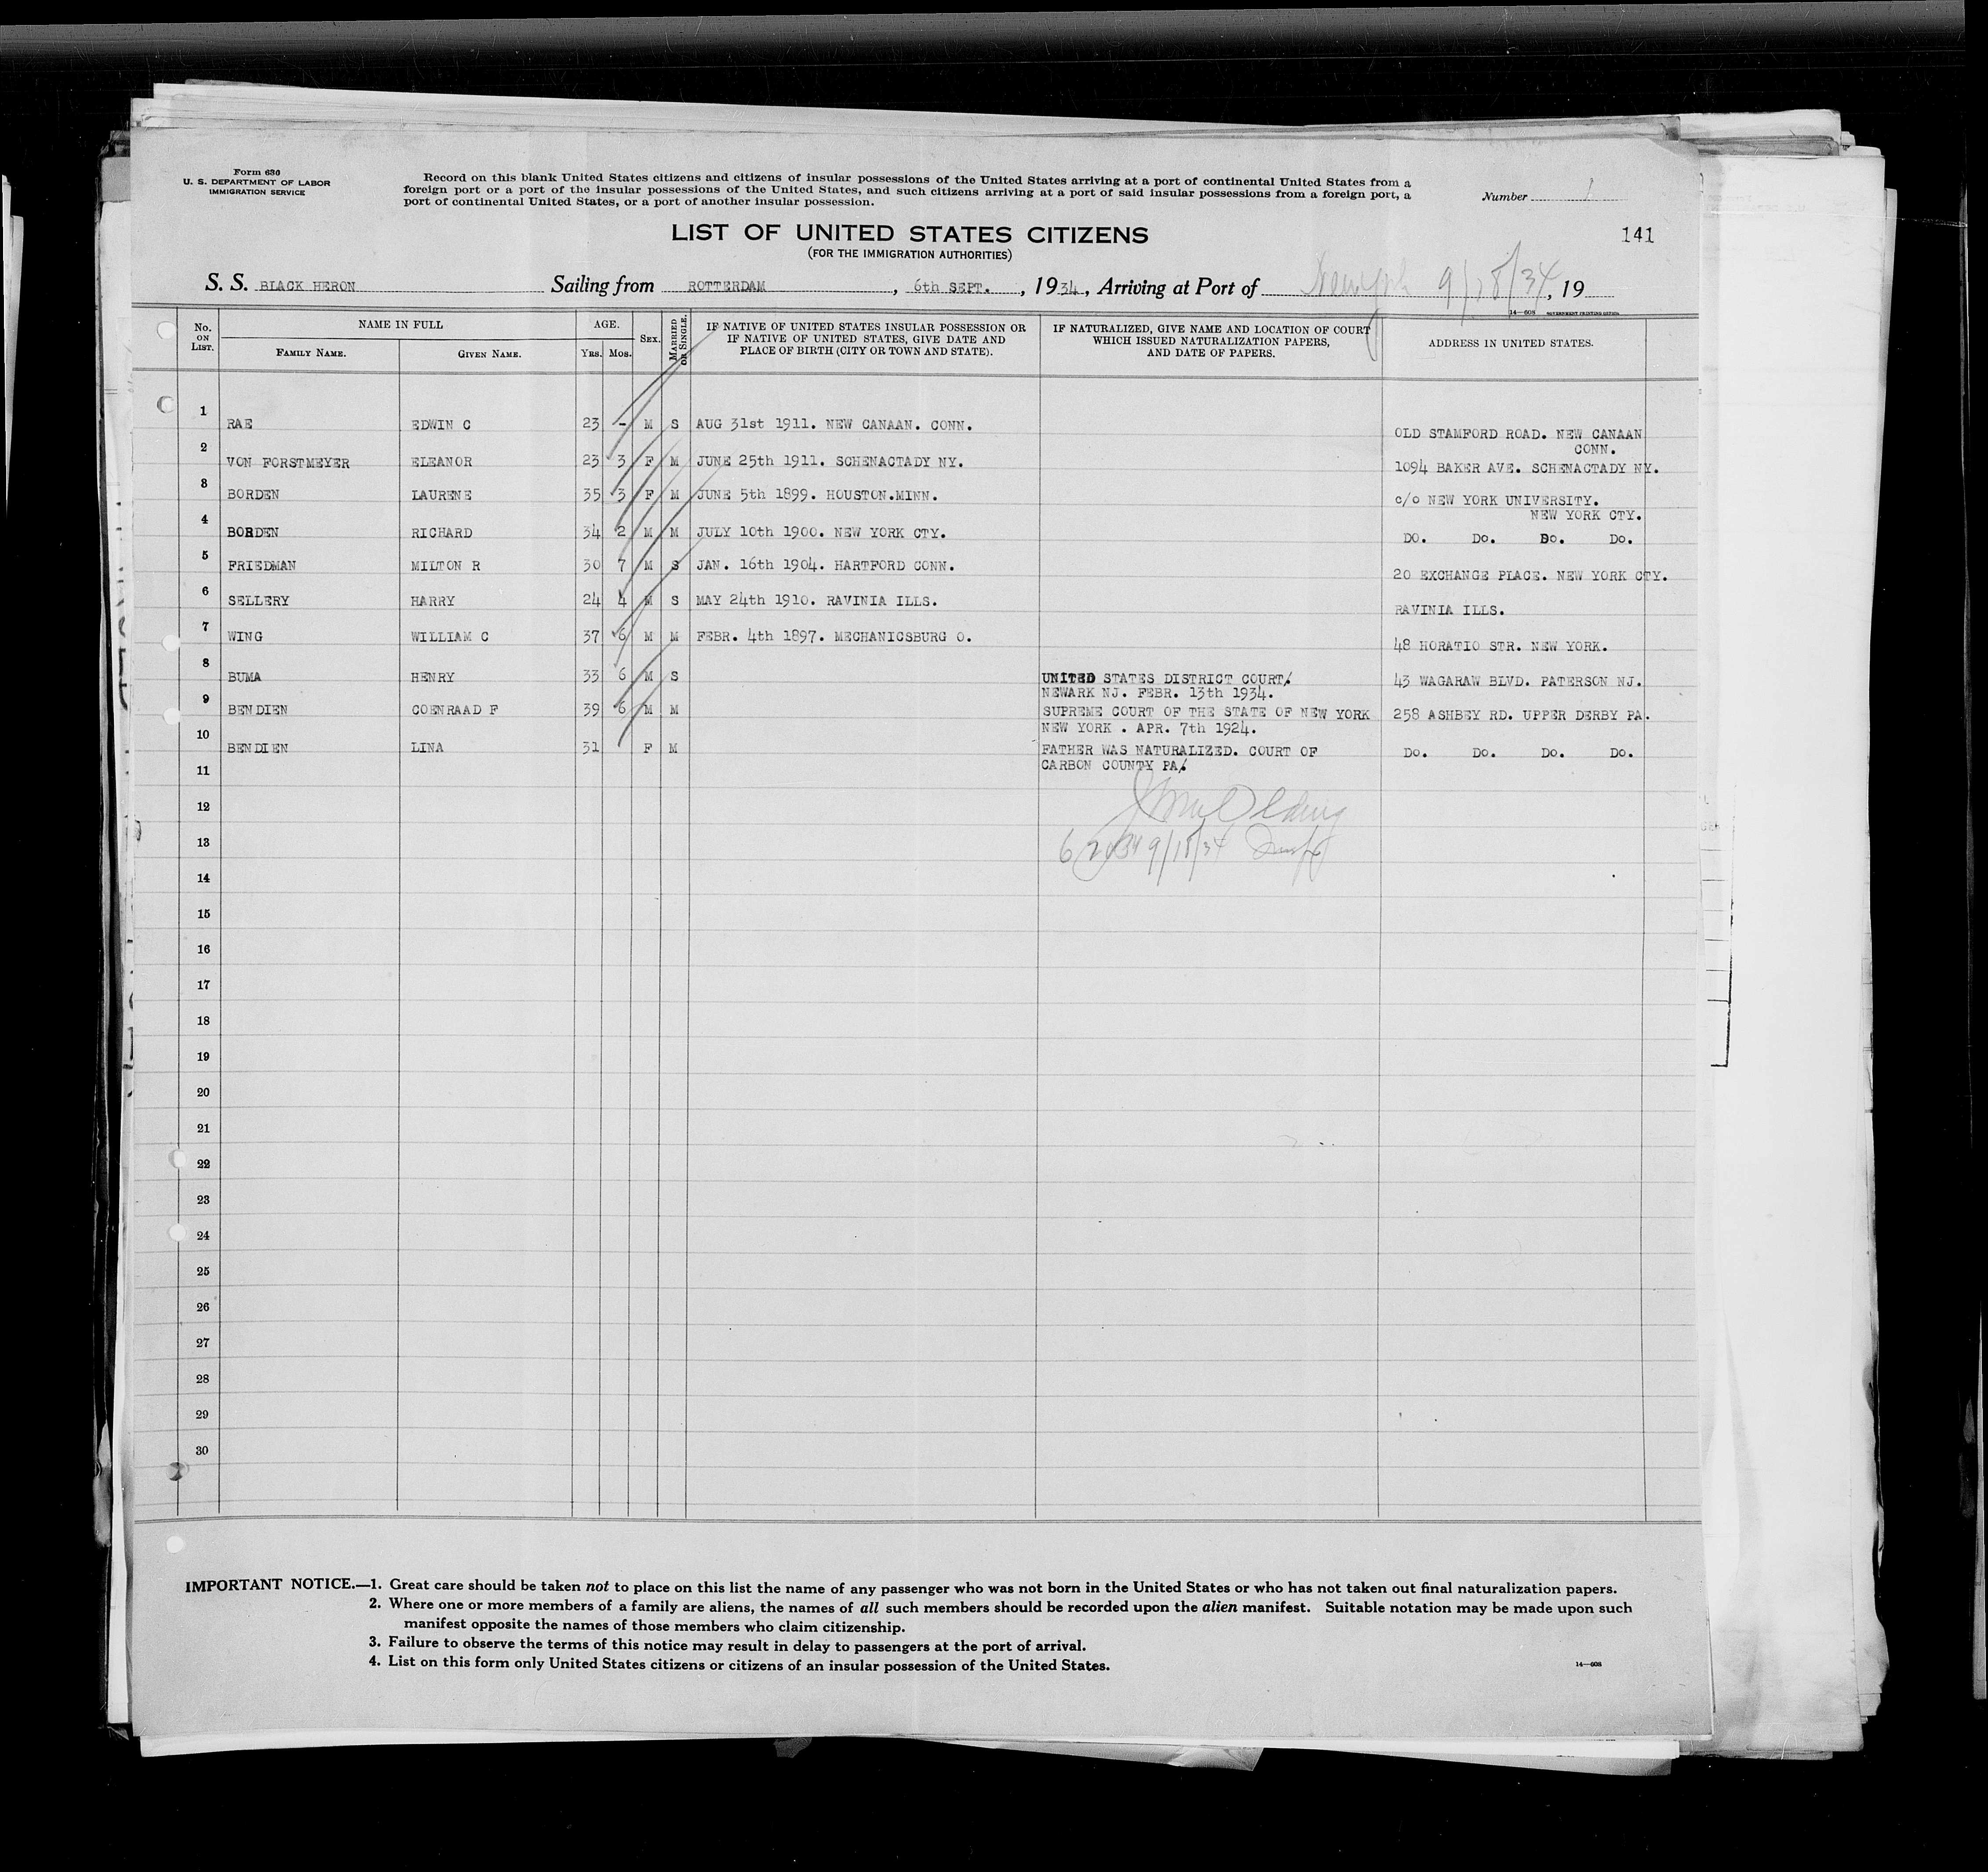 Form 630
U. S. DEPARTMENT OF LABOR
IMMIGRATION SERVICE
Record on this blank United States citizens and citizens of insular possessions of the United States arriving at a port of continental United States from a
foreign port or a port of the insular possessions of the United States, and such citizens arriving at a port of said insular possessions from a foreign port, a
port of continental United States, or a port of another insular possession.
Number 1
LIST OF UNITED STATES CITIZENS
(FOR THE IMMIGRATION AUTHORITIES)
141
S. S. BLACK HERON Sailing from ROTTERDAM, 6th SEPT., 1934, Arriving at Port of New York 9/18/34, 19
14—608 GOVERNMENT PRINTING OFFICE
No. ON LIST. NAME IN FULL AGE. SEX. MARRIED OR SINGLE. IF NATIVE OF UNITED STATES INSULAR POSSESSION OR IF NATIVE OF UNITED STATES, GIVE DATE AND PLACE OF BIRTH (CITY OR TOWN AND STATE). IF NATURALIZED, GIVE NAME AND LOCATION OF COURT WHICH ISSUED NATURALIZATION PAPERS, AND DATE OF PAPERS. ADDRESS IN UNITED STATES.
FAMILY NAME. GIVEN NAME. YRS. MOS.
1 RAE EDWIN C 23 - M S AUG 31st 1911. NEW CANAAN. CONN. OLD STAMFORD ROAD. NEW CANAAN
CONN.
2 VON FORSTMEYER ELEANOR 23 3 F M JUNE 25th 1911. SCHENACTADY NY. 1094 BAKER AVE. SCHENACTADY NY.
3 BORDEN LAURENE 35 3 F M JUNE 5th 1899. HOUSTON.MINN. c/o NEW YORK UNIVERSITY.
NEW YORK CTY.
4 BORDEN RICHARD 34 2 M M JULY 10th 1900. NEW YORK CTY. DO. Do. Do. Do.
5 FRIEDMAN MILTON R 30 7 M S JAN. 16th 1904. HARTFORD CONN. 20 EXCHANGE PLACE. NEW YORK CTY.
6 SELLERY HARRY 24 4 M S MAY 24th 1910. RAVINIA ILLS. RAVINIA ILLS.
7 WING WILLIAM C 37 6 M M FEBR. 4th 1897. MECHANICSBURG O. 48 HORATIO STR. NEW YORK.
8 BUMA HENRY 33 6 M S UNITED STATES DISTRICT COURT. 43 WAGARAW BLVD. PATERSON NJ.
NEWARK NJ. FEBR. 13th 1934.
9 BENDIEN COENRAAD F 39 6 M M SUPREME COURT OF THE STATE OF NEW YORK 258 ASHBEY RD. UPPER DERBY PA.
NEW YORK . APR. 7th 1924.
10 BENDIEN LINA 31 F M FATHER WAS NATURALIZED. COURT OF Do. Do. Do. Do.
CARBON COUNTY PA.
11
12
13 9/18/34
14
15
16
17
18
19
20
21
22
23
24
25
26
27
28
29
30
IMPORTANT NOTICE.—1. Great care should be taken not to place on this list the name of any passenger who was not born in the United States or who has not taken out final naturalization papers.
2. Where one or more members of a family are aliens, the names of all such members should be recorded upon the alien manifest. Suitable notation may be made upon such
manifest opposite the names of those members who claim citizenship.
3. Failure to observe the terms of this notice may result in delay to passengers at the port of arrival.
4. List on this form only United States citizens or citizens of an insular possession of the United States.
14—608